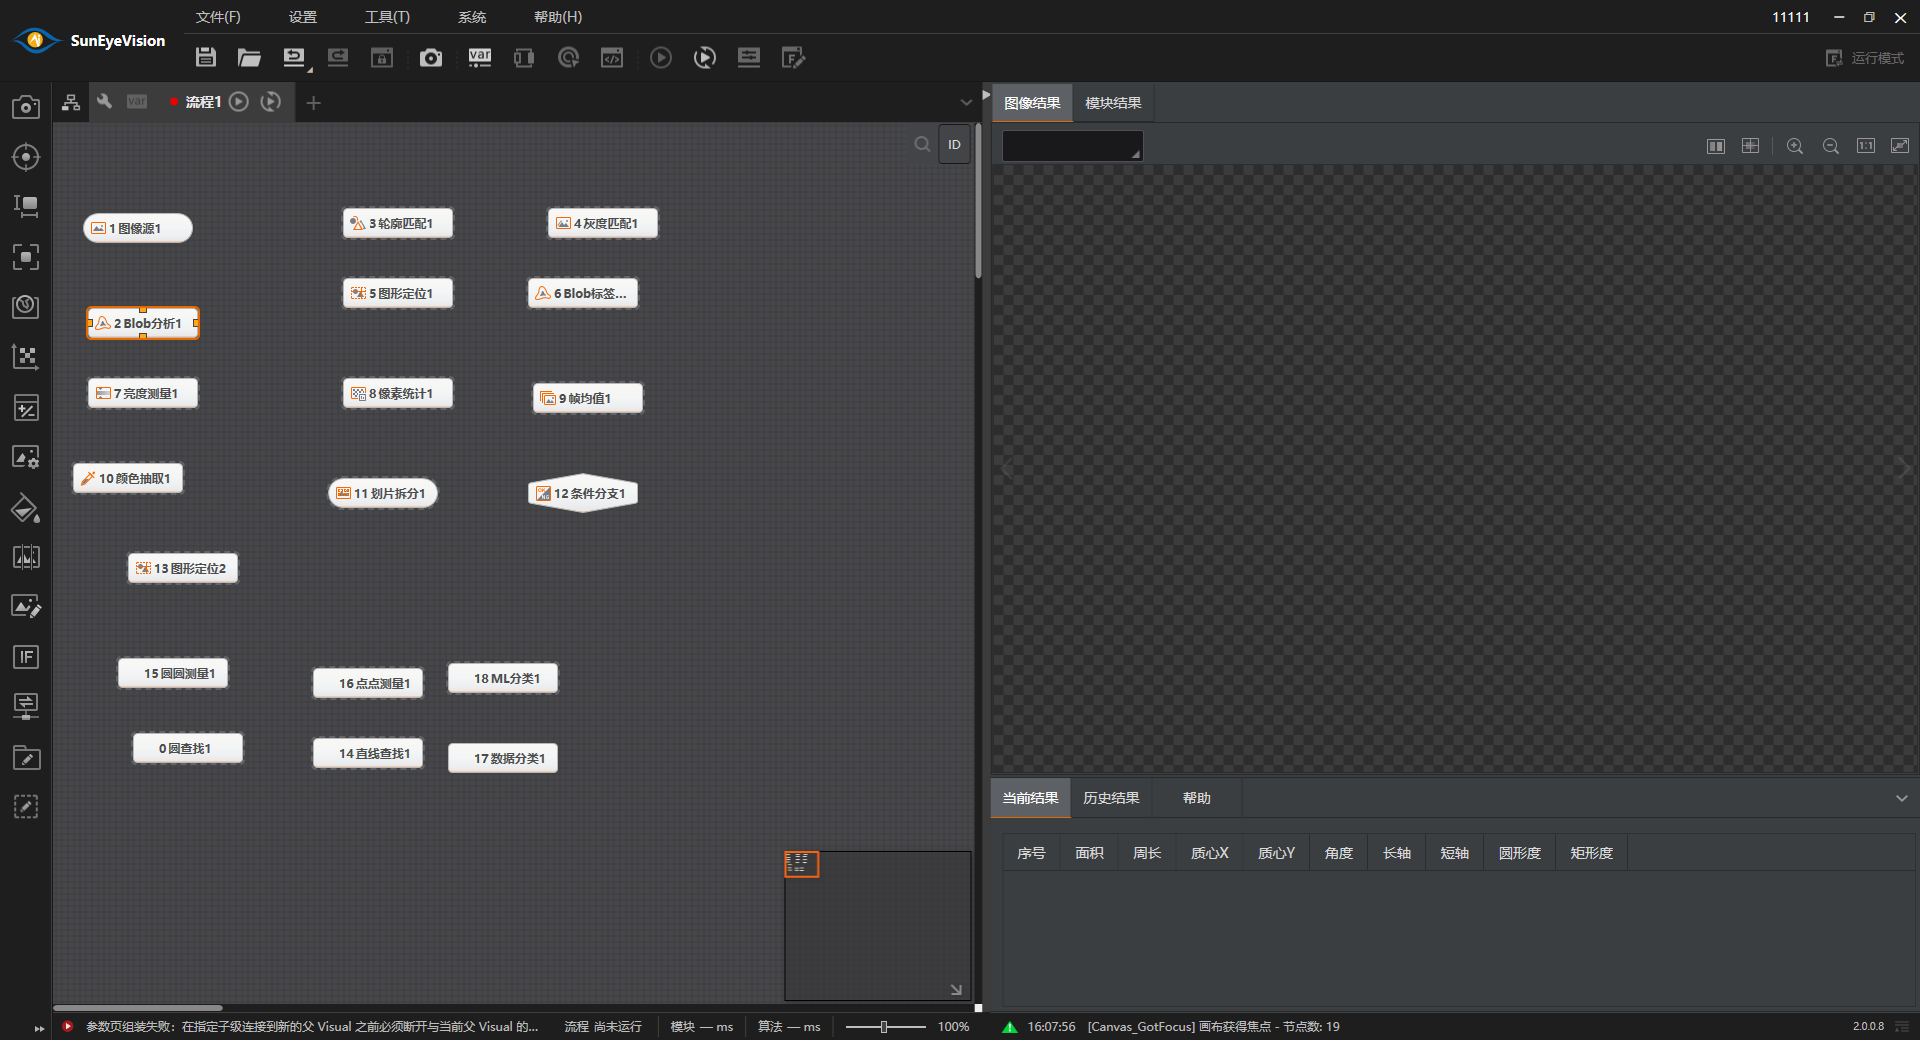 文件(F) 设置 工具(T) 系统 帮助(H) 11111
SunEyeVision
var
运行模式
var 流程1
图像结果 模块结果
ID
1:1
1 图像源1
3 轮廓匹配1
4 灰度匹配1
5 图形定位1
6 Blob标签...
2 Blob分析1
7 亮度测量1
8 像素统计1
9 帧均值1
10 颜色抽取1
11 划片拆分1
12 条件分支1
13 图形定位2
IF
15 圆圆测量1
16 点点测量1
18 ML分类1
0 圆查找1
14 直线查找1
17 数据分类1
当前结果 历史结果 帮助
序号 面积 周长 质心X 质心Y 角度 长轴 短轴 圆形度 矩形度
参数页组装失败: 在指定子级连接到新的父 Visual 之前必须断开与当前父 Visual 的... 流程 尚未运行 模块 — ms 算法 — ms 100% 16:07:56 [Canvas_GotFocus] 画布获得焦点 - 节点数: 19 2.0.0.8